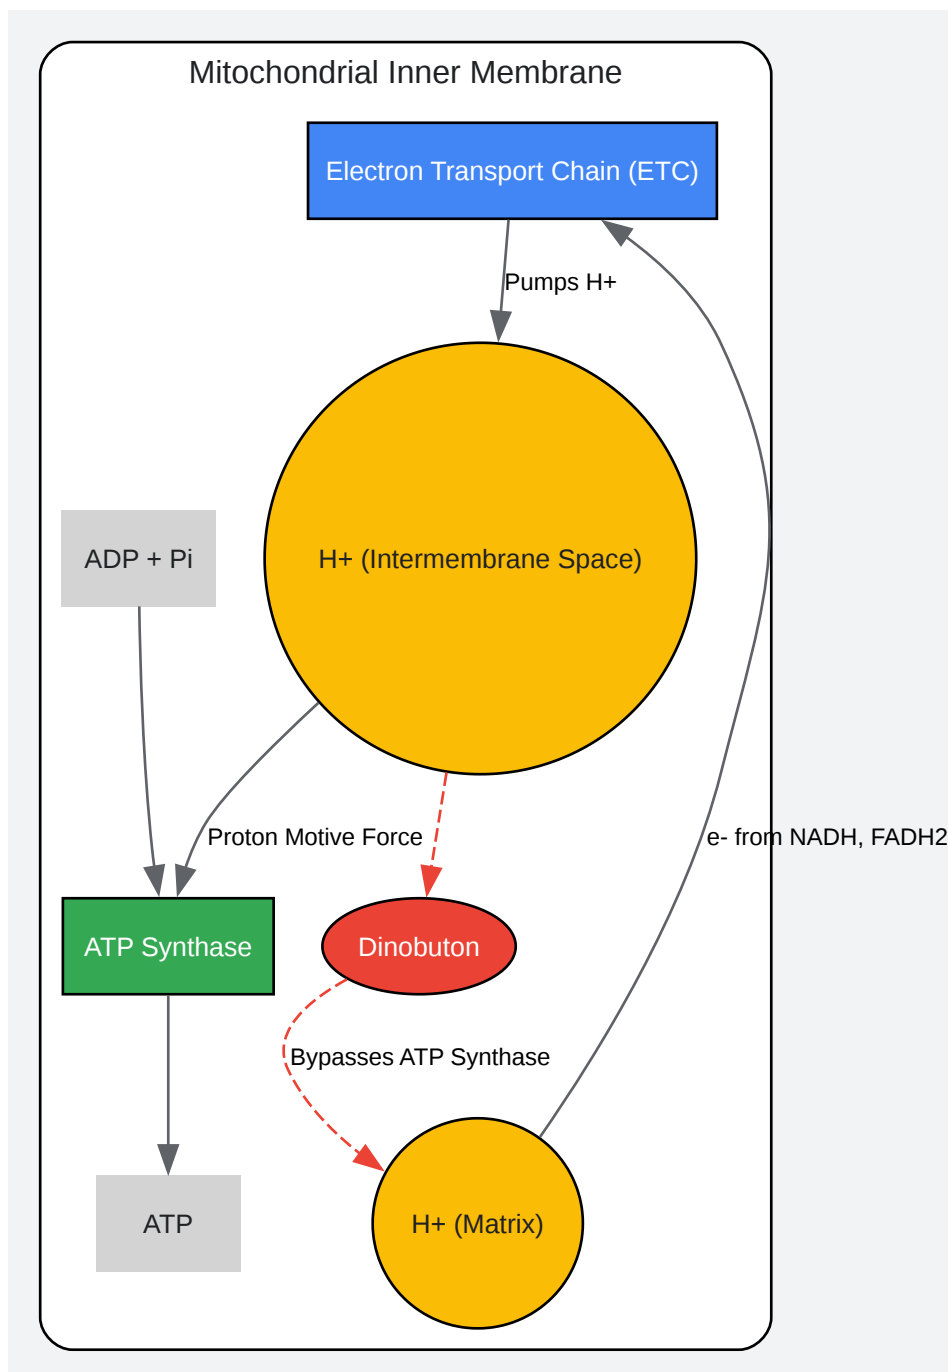 Mitochondrial Inner Membrane
Electron Transport Chain (ETC)
Pumps H+
H+ (Intermembrane Space)
ADP + Pi
Proton Motive Force
e- from NADH, FADH2
ATP Synthase
Dinobuton
Bypasses ATP Synthase
ATP
H+ (Matrix)